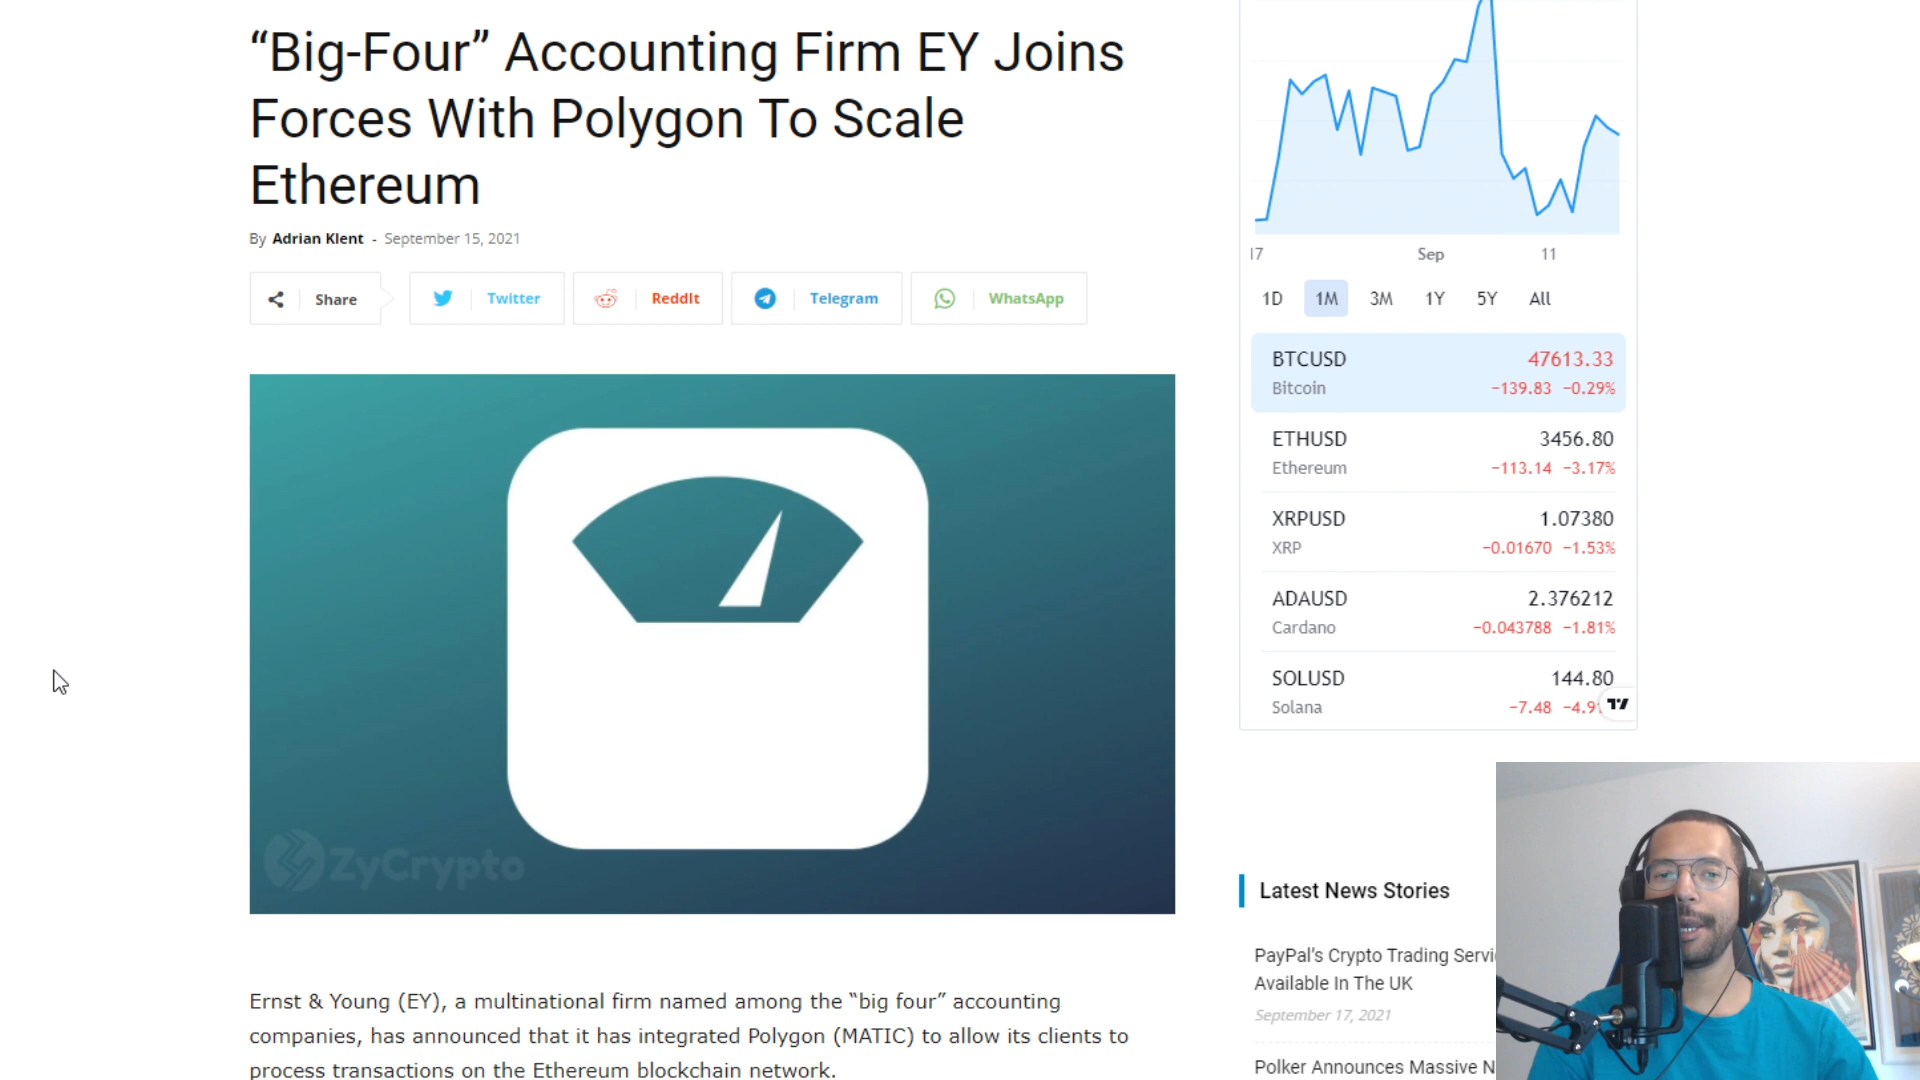 “Big-Four” Accounting Firm EY Joins
Forces With Polygon To Scale
Ethereum
By Adrian Klent - September 15, 2021
Share
Twitter
ReddIt
Telegram
WhatsApp
ZyCrypto
Ernst & Young (EY), a multinational firm named among the “big four” accounting
companies, has announced that it has integrated Polygon (MATIC) to allow its clients to
process transactions on the Ethereum blockchain network.
17 Sep 11
1D 1M 3M 1Y 5Y All
BTCUSD 47613.33
Bitcoin −139.83 −0.29%
ETHUSD 3456.80
Ethereum −113.14 −3.17%
XRPUSD 1.07380
XRP −0.01670 −1.53%
ADAUSD 2.376212
Cardano −0.043788 −1.81%
SOLUSD 144.80
Solana −7.48
Latest News Stories
PayPal’s Crypto Trading
Available In The UK
September 17, 2021
Polker Announces Massive